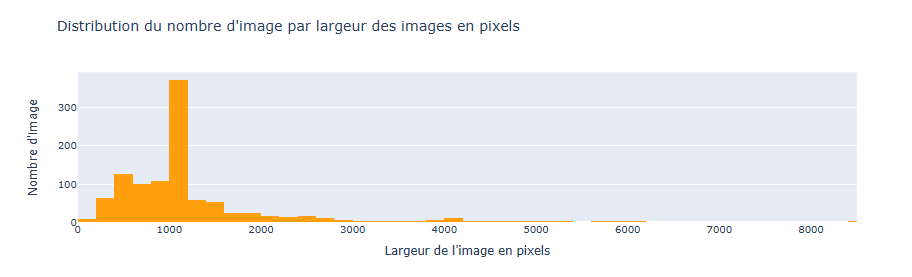 Distribution du nombre d'image par largeur des images en pixels
Nombre d'Image
300
200
100
0
0 1000 2000 3000 4000 5000 6000 7000 8000
Largeur de l'image en pixels